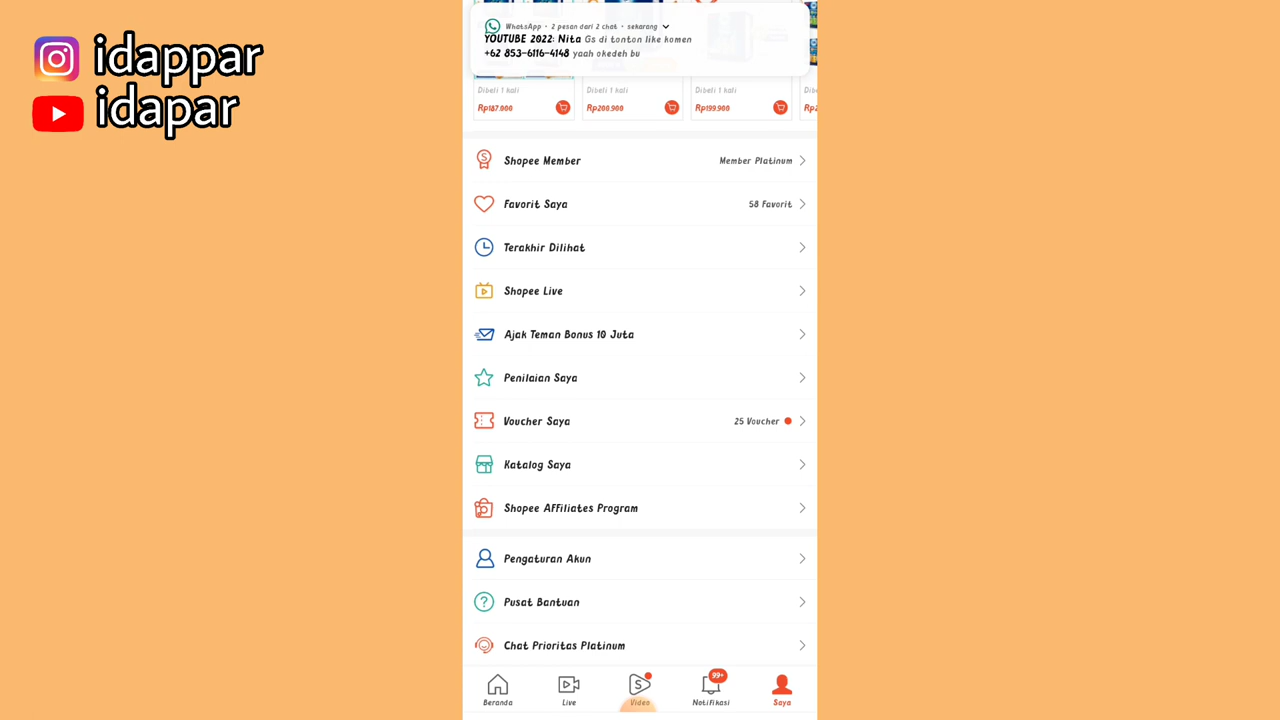 idappar
idapar
WhatsApp • 2 pesan dari 2 chat • sekarang
YOUTUBE 2022: Nita Gs di tonton like komen
+62 853-6116-4148 yaah okedeh bu
Dibeli 1 kali
Dibeli 1 kali
Dibeli 1 kali
Rp187.000
Rp200.900
Rp199.900
Shopee Member
Member Platinum
Favorit Saya
58 Favorit
Terakhir Dilihat
Shopee Live
Ajak Teman Bonus 10 Juta
Penilaian Saya
Voucher Saya
25 Voucher
Katalog Saya
Shopee Affiliates Program
Pengaturan Akun
Pusat Bantuan
Chat Prioritas Platinum
99+
Beranda
Live
Video
Notifikasi
Saya